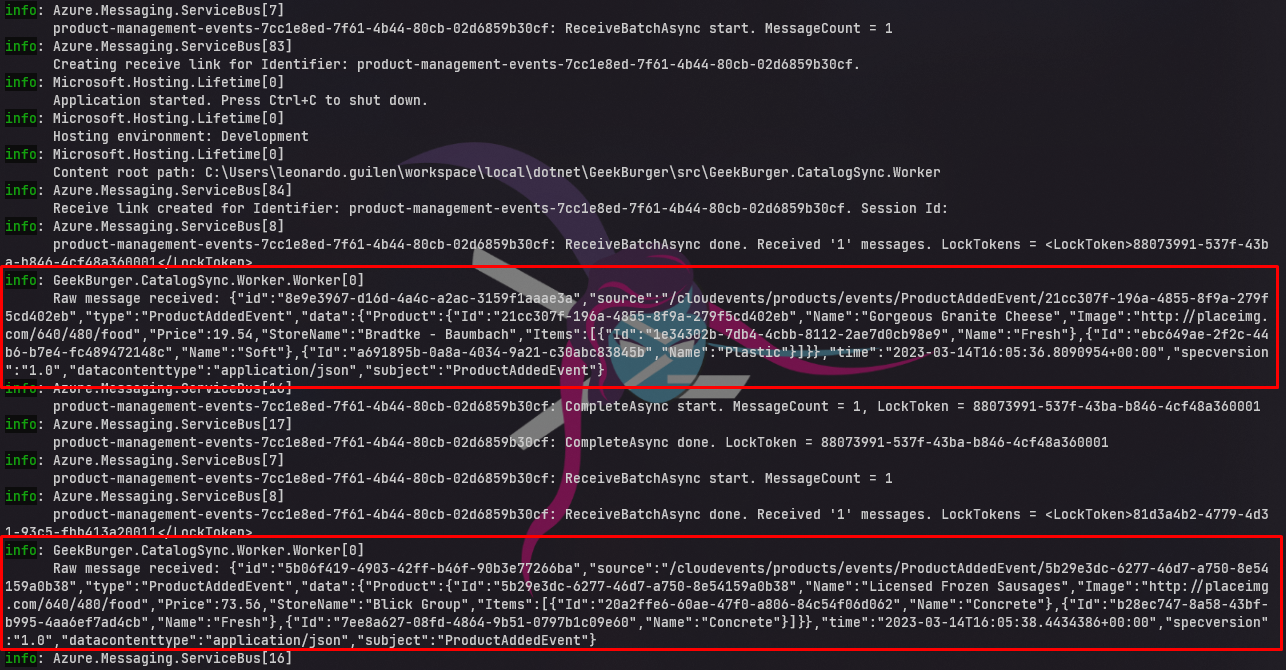 info: Azure.Messaging.ServiceBus[7]
product-management-events-7cc1e8ed-7f61-4b44-80cb-02d6859b30cf: ReceiveBatchAsync start. MessageCount = 1
info: Azure.Messaging.ServiceBus[83]
Creating receive link for Identifier: product-management-events-7cc1e8ed-7f61-4b44-80cb-02d6859b30cf.
info: Microsoft.Hosting.Lifetime[0]
Application started. Press Ctrl+C to shut down.
info: Microsoft.Hosting.Lifetime[0]
Hosting environment: Development
info: Microsoft.Hosting.Lifetime[0]
Content root path: C:\Users\leonardo.guilen\workspace\local\dotnet\GeekBurger\src\GeekBurger.CatalogSync.Worker
info: Azure.Messaging.ServiceBus[84]
Receive link created for Identifier: product-management-events-7cc1e8ed-7f61-4b44-80cb-02d6859b30cf. Session Id:
info: Azure.Messaging.ServiceBus[8]
product-management-events-7cc1e8ed-7f61-4b44-80cb-02d6859b30cf: ReceiveBatchAsync done. Received '1' messages. LockTokens = <LockToken>88073991-537f-43b
a-b846-4cf48a360001</LockToken>
info: GeekBurger.CatalogSync.Worker.Worker[0]
Raw message received: {"id":"8e9e3967-d16d-4a4c-a2ac-3159f1aaae3a","source":"/cloudevents/products/events/ProductAddedEvent/21cc307f-196a-4855-8f9a-279f
5cd402eb","type":"ProductAddedEvent","data":{"Product":{"Id":"21cc307f-196a-4855-8f9a-279f5cd402eb","Name":"Gorgeous Granite Cheese","Image":"http://placeimg.
com/640/480/food","Price":19.54,"StoreName":"Bradtke - Baumbach","Items":[{"Id":"1e34302b-7db4-4cbb-8112-2ae7d0cb98e9","Name":"Fresh"},{"Id":"ebc649ae-2f2c-44
b6-b7e4-fc489472148c","Name":"Soft"},{"Id":"a691895b-0a8a-4034-9a21-c30abc83845b","Name":"Plastic"}]}},"time":"2023-03-14T16:05:36.8090954+00:00","specversion
":"1.0","datacontenttype":"application/json","subject":"ProductAddedEvent"}
info: Azure.Messaging.ServiceBus[16]
product-management-events-7cc1e8ed-7f61-4b44-80cb-02d6859b30cf: CompleteAsync start. MessageCount = 1, LockToken = 88073991-537f-43ba-b846-4cf48a360001
info: Azure.Messaging.ServiceBus[17]
product-management-events-7cc1e8ed-7f61-4b44-80cb-02d6859b30cf: CompleteAsync done. LockToken = 88073991-537f-43ba-b846-4cf48a360001
info: Azure.Messaging.ServiceBus[7]
product-management-events-7cc1e8ed-7f61-4b44-80cb-02d6859b30cf: ReceiveBatchAsync start. MessageCount = 1
info: Azure.Messaging.ServiceBus[8]
product-management-events-7cc1e8ed-7f61-4b44-80cb-02d6859b30cf: ReceiveBatchAsync done. Received '1' messages. LockTokens = <LockToken>81d3a4b2-4779-4d3
1-93c5-fbb413a20011</LockToken>
info: GeekBurger.CatalogSync.Worker.Worker[0]
Raw message received: {"id":"5b06f419-4903-42ff-b46f-90b3e77266ba","source":"/cloudevents/products/events/ProductAddedEvent/5b29e3dc-6277-46d7-a750-8e54
159a0b38","type":"ProductAddedEvent","data":{"Product":{"Id":"5b29e3dc-6277-46d7-a750-8e54159a0b38","Name":"Licensed Frozen Sausages","Image":"http://placeimg
.com/640/480/food","Price":73.56,"StoreName":"Blick Group","Items":[{"Id":"20a2ffe6-60ae-47f0-a806-84c54f06d062","Name":"Concrete"},{"Id":"b28ec747-8a58-43bf-
b995-4aa6ef7ad4cb","Name":"Fresh"},{"Id":"7ee8a627-08fd-4864-9b51-0797b1c09e60","Name":"Concrete"}]}},"time":"2023-03-14T16:05:38.4434386+00:00","specversion"
:"1.0","datacontenttype":"application/json","subject":"ProductAddedEvent"}
info: Azure.Messaging.ServiceBus[16]